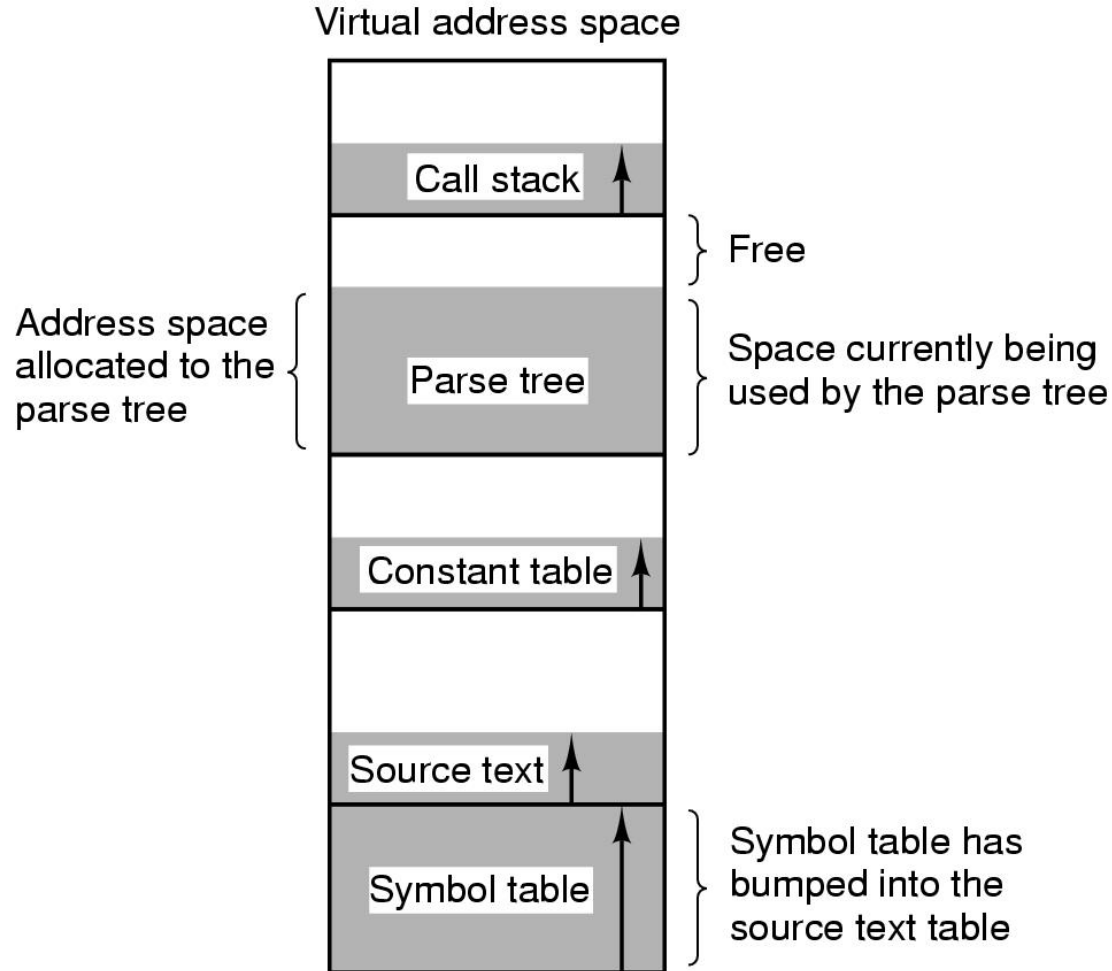 Virtual address space
Call stack
Free
Address space
allocated to the
parse tree
Parse tree
Space currently being
used by the parse tree
Constant table
Source text
Symbol table
Symbol table has
bumped into the
source text table